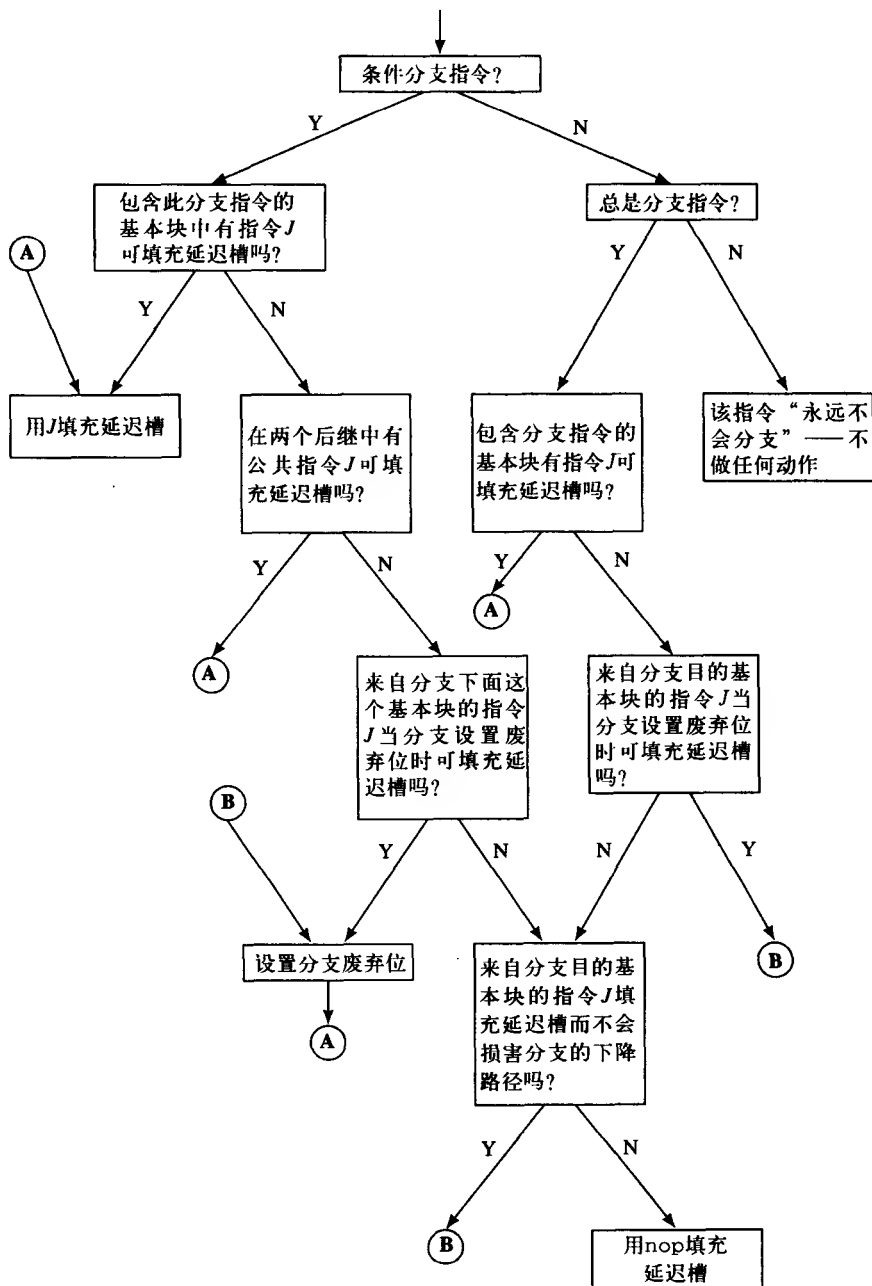 条件分支指令?
Y
N
包含此分支指令的
基本块中有指令J
可填充延迟槽吗?
总是分支指令?
A
Y
N
Y
N
用J填充延迟槽
在两个后继中有
公共指令J可填
充延迟槽吗?
包含分支指令的
基本块有指令J可
填充延迟槽吗?
该指令“永远不
会分支”——不
做任何动作
Y
N
Y
N
A
A
来自分支下面这
个基本块的指令
J当分支设置废
弃位时可填充延
迟槽吗?
来自分支目的基
本块的指令J当
分支设置废弃位
时可填充延迟槽
吗?
B
Y
N
N
Y
设置分支废弃位
A
来自分支目的基
本块的指令J填
充延迟槽而不会
损害分支的下降
路径吗?
B
Y
N
B
用nop填充
延迟槽